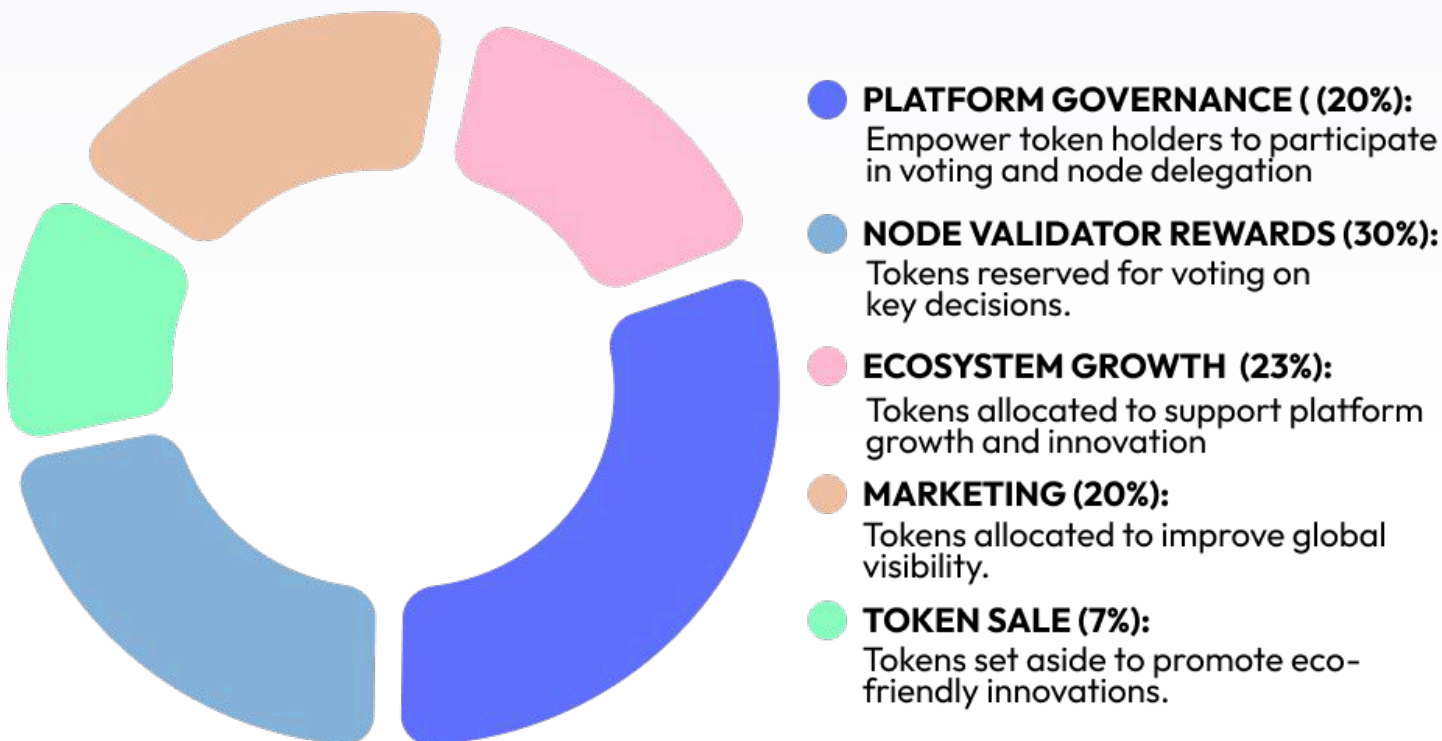 PLATFORM GOVERNANCE ( (20%):
Empower token holders to participate
in voting and node delegation
NODE VALIDATOR REWARDS (30%):
Tokens reserved for voting on
key decisions.
ECOSYSTEM GROWTH (23%):
Tokens allocated to support platform
growth and innovation
MARKETING (20%):
Tokens allocated to improve global
visibility.
TOKEN SALE (7%):
Tokens set aside to promote eco-
friendly innovations.